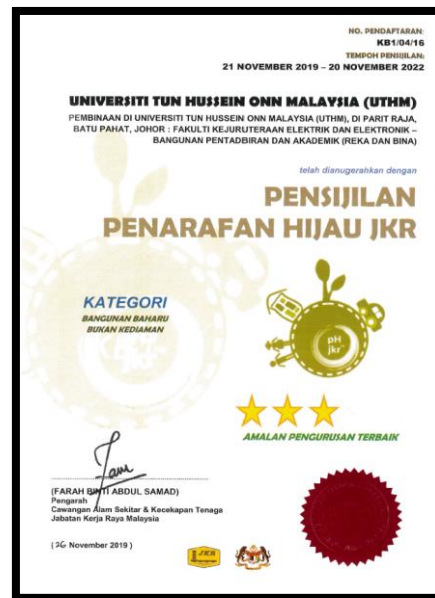 NO. PENDAFTARAN:
KB1/04/16
TEMPOH PENSIJILAN:
21 NOVEMBER 2019 – 20 NOVEMBER 2022
UNIVERSITI TUN HUSSEIN ONN MALAYSIA (UTHM)
PEMBINAAN DI UNIVERSITI TUN HUSSEIN ONN MALAYSIA (UTHM), DI PARIT RAJA,
BATU PAHAT, JOHOR : FAKULTI KEJURUTERAAN ELEKTRIK DAN ELEKTRONIK –
BANGUNAN PENTADBIRAN DAN AKADEMIK (REKA DAN BINA)
telah dianugerahkan dengan
PENSIJILAN
PENARAFAN HIJAU JKR
KATEGORI
BANGUNAN BAHARU
BUKAN KEDIAMAN
pH
jkr
AMALAN PENGURUSAN TERBAIK
(FARAH BINTI ABDUL SAMAD)
Pengarah
Cawangan Alam Sekitar & Kecekapan Tenaga
Jabatan Kerja Raya Malaysia
(26 November 2019 )
JKR